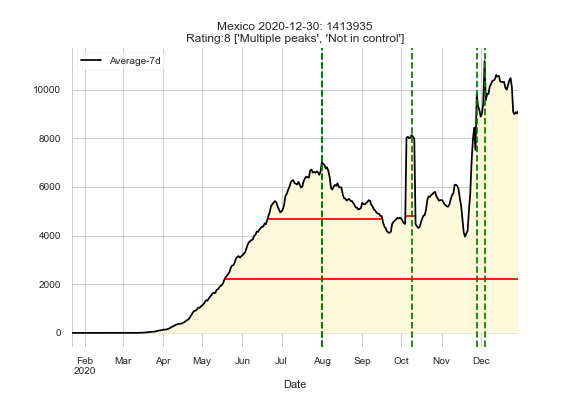 Mexico 2020-12-30: 1413935
Rating:8 ['Multiple peaks', 'Not in control']
Average-7d
10000
8000
6000
4000
2000
0
Feb Mar Apr May Jun Jul Aug Sep Oct Nov Dec
2020
Date